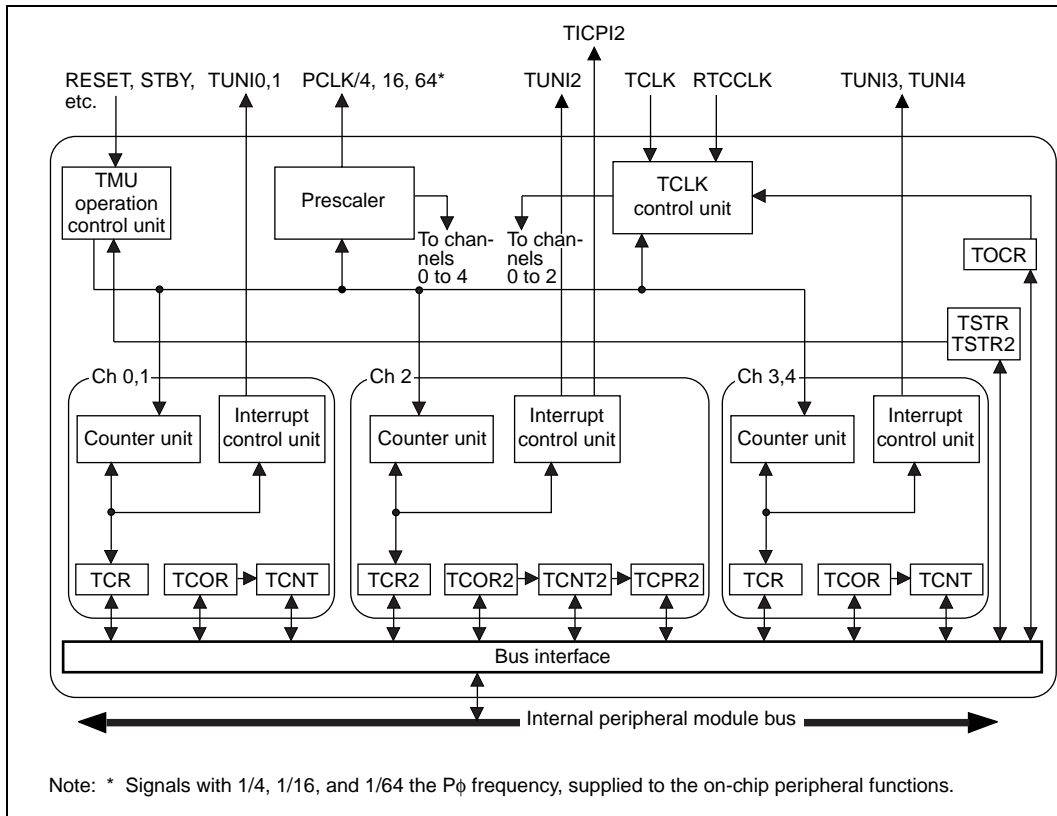 TICPI2
RESET, STBY,
etc.
TUNI0,1
PCLK/4, 16, 64*
TUNI2
TCLK
RTCCLK
TUNI3, TUNI4
TMU
operation
control unit
Prescaler
To chan-
nels
0 to 4
To chan-
nels
0 to 2
TCLK
control unit
TOCR
TSTR
TSTR2
Ch 0,1
Counter unit
Interrupt
control unit
TCR
TCOR
TCNT
Ch 2
Counter unit
Interrupt
control unit
TCR2
TCOR2
TCNT2
TCPR2
Ch 3,4
Counter unit
Interrupt
control unit
TCR
TCOR
TCNT
Bus interface
Internal peripheral module bus
Note: * Signals with 1/4, 1/16, and 1/64 the Pϕ frequency, supplied to the on-chip peripheral functions.